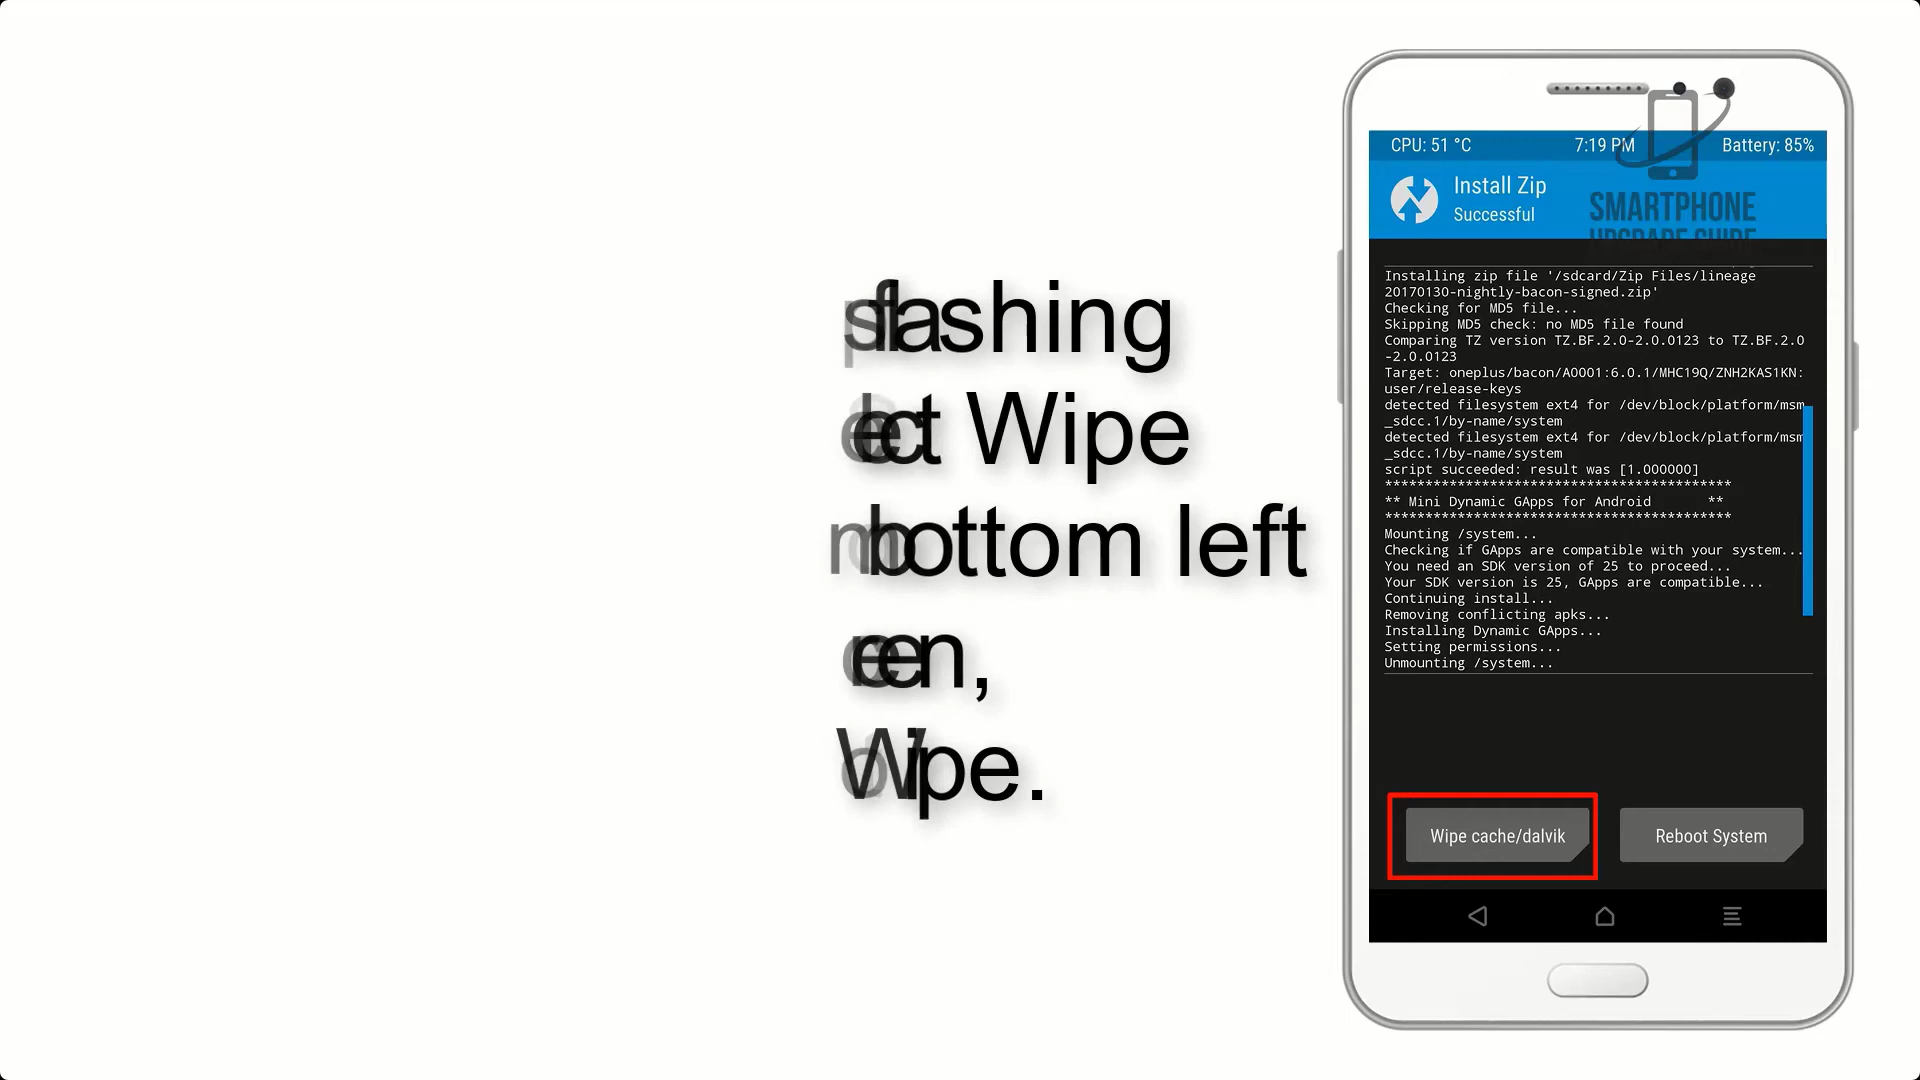 flashing
Wipe
bottom left
Wipe.
CPU: 51 °C 7:19 PM Battery: 85%
Install Zip
Successful
SMARTPHONE
UPGRADE GUIDE
Installing zip file '/sdcard/Zip Files/lineage
20170130-nightly-bacon-signed.zip'
Checking for MD5 file...
Skipping MD5 check: no MD5 file found
Comparing TZ version TZ.BF.2.0-2.0.0123 to TZ.BF.2.0
-2.0.0123
Target: oneplus/bacon/A0001:6.0.1/MHC19Q/ZNH2KAS1KN:
user/release-keys
detected filesystem ext4 for /dev/block/platform/msm
_sdcc.1/by-name/system
detected filesystem ext4 for /dev/block/platform/msm
_sdcc.1/by-name/system
script succeeded: result was [1.000000]
*******************************************
** Mini Dynamic GApps for Android **
*******************************************
Mounting /system...
Checking if GApps are compatible with your system...
You need an SDK version of 25 to proceed...
Your SDK version is 25, GApps are compatible...
Continuing install...
Removing conflicting apks...
Installing Dynamic GApps...
Setting permissions...
Unmounting /system...
Wipe cache/dalvik
Reboot System